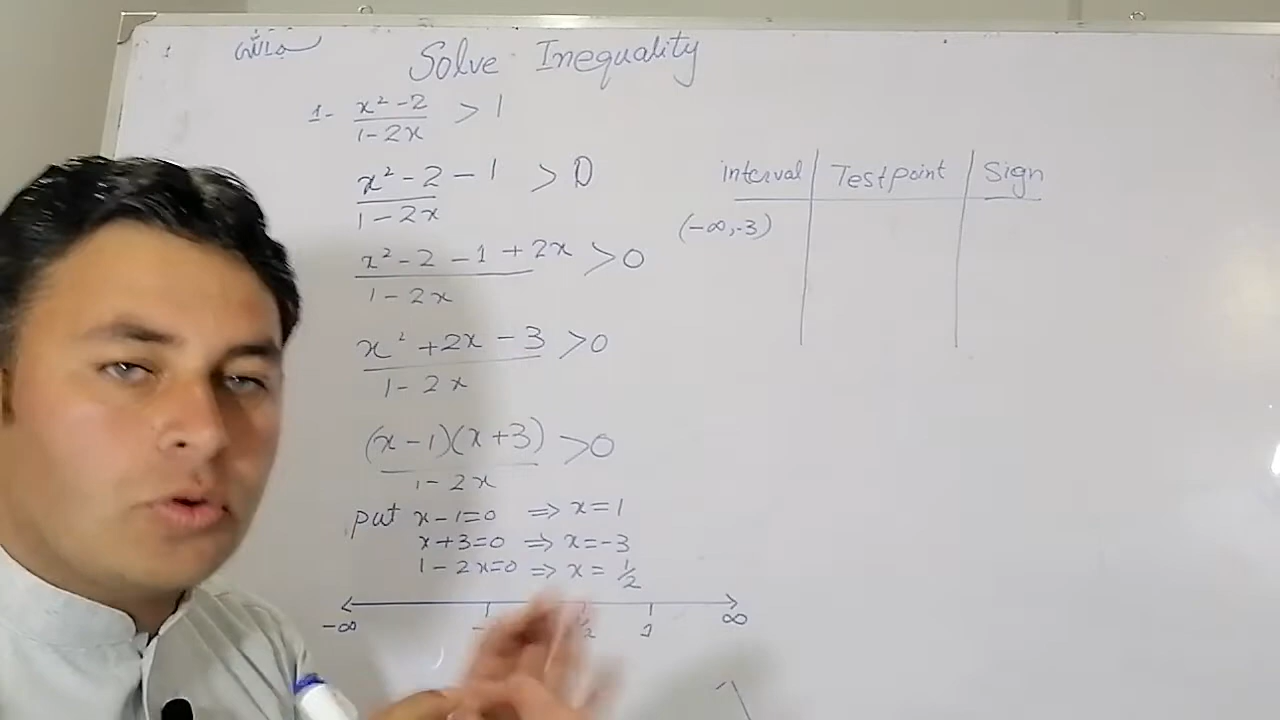 Solve Inequality
1- (x²-2)/(1-2x) > 1
(x²-2)/(1-2x) - 1 > 0
(x²-2-1+2x)/(1-2x) > 0
(x²+2x-3)/(1-2x) > 0
((x-1)(x+3))/(1-2x) > 0
put x-1=0 ⇒ x=1
x+3=0 ⇒ x=-3
1-2x=0 ⇒ x=1/2
-∞ 1 ∞
interval Testpoint Sign
(-∞,-3)